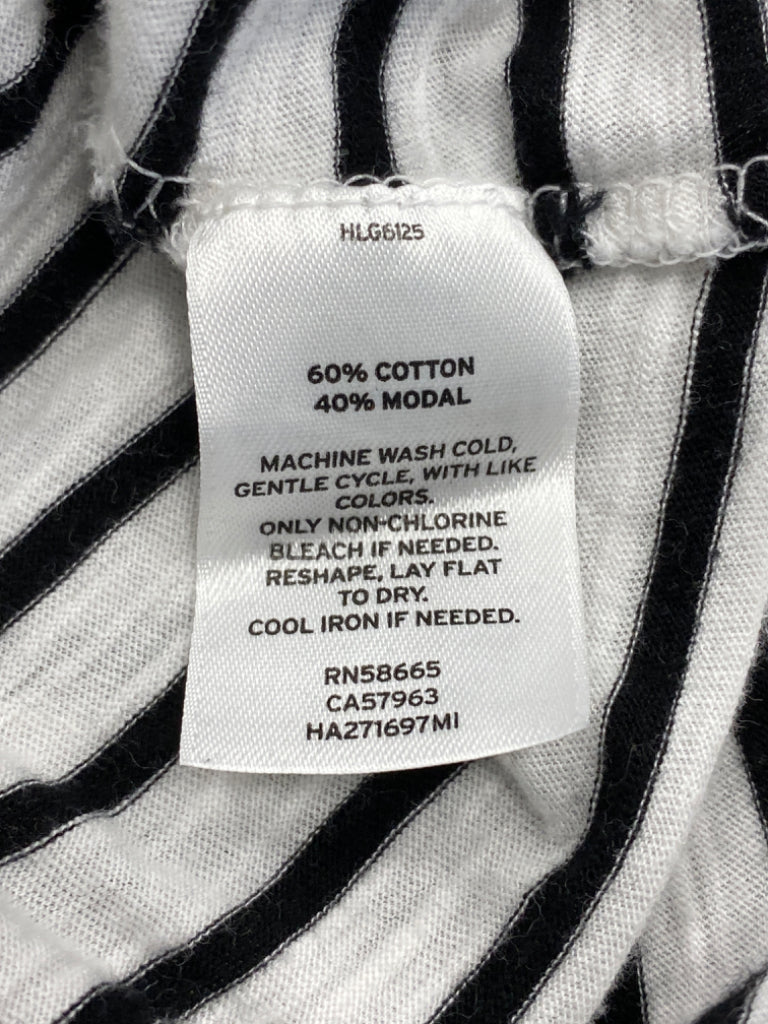 HLG6125
60% COTTON
40% MODAL
MACHINE WASH COLD,
GENTLE CYCLE, WITH LIKE
COLORS.
ONLY NON-CHLORINE
BLEACH IF NEEDED.
RESHAPE, LAY FLAT
TO DRY.
COOL IRON IF NEEDED.
RN58665
CA57963
HA271697MI